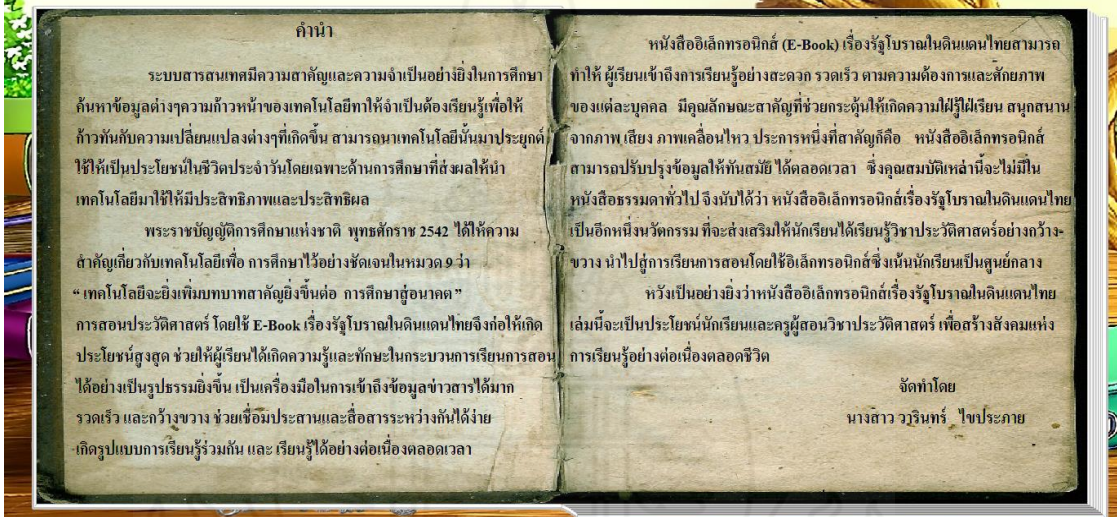 คำนำ
ระบบสารสนเทศมีความสาคัญและความจำเป็นอย่างยิ่งในการศึกษา
ค้นหาข้อมูลต่างๆความก้าวหน้าของเทคโนโลยีทาให้จำเป็นต้องเรียนรู้เพื่อให้
ก้าวทันกับความเปลี่ยนแปลงต่างๆที่เกิดขึ้น สามารถนาเทคโนโลยีนั้นมาประยุกต์
ใช้ให้เป็นประโยชน์ในชีวิตประจำวันโดยเฉพาะด้านการศึกษาที่ส่งผลให้นำ
เทคโนโลยีมาใช้ให้มีประสิทธิภาพและประสิทธิผล
พระราชบัญญัติการศึกษาแห่งชาติ พุทธศักราช 2542 ได้ให้ความ
สำคัญเกี่ยวกับเทคโนโลยีเพื่อ การศึกษาไว้อย่างชัดเจนในหมวด 9 ว่า
“ เทคโนโลยีจะยิ่งเพิ่มบทบาทสาคัญยิ่งขึ้นต่อ การศึกษาสู่อนาคต ”
การสอนประวัติศาสตร์ โดยใช้ E-Book เรื่องรัฐโบราณในดินแดนไทยจึงก่อให้เกิด
ประโยชน์สูงสุด ช่วยให้ผู้เรียนได้เกิดความรู้และทักษะในกระบวนการเรียนการสอน
ได้อย่างเป็นรูปธรรมยิ่งขึ้น เป็นเครื่องมือในการเข้าถึงข้อมูลข่าวสารได้มาก
รวดเร็ว และกว้างขวาง ช่วยเชื่อมประสานและสื่อสารระหว่างกันได้ง่าย
เกิดรูปแบบการเรียนรู้ร่วมกัน และ เรียนรู้ได้อย่างต่อเนื่องตลอดเวลา
หนังสืออิเล็กทรอนิกส์ (E-Book) เรื่องรัฐโบราณในดินแดนไทยสามารถ
ทำให้ ผู้เรียนเข้าถึงการเรียนรู้อย่างสะดวก รวดเร็ว ตามความต้องการและศักยภาพ
ของแต่ละบุคคล มีคุณลักษณะสาคัญที่ช่วยกระตุ้นให้เกิดความใฝ่รู้ใฝ่เรียน สนุกสนาน
จากภาพ เสียง ภาพเคลื่อนไหว ประการหนึ่งที่สาคัญก็คือ หนังสืออิเล็กทรอนิกส์
สามารถปรับปรุงข้อมูลให้ทันสมัย ได้ตลอดเวลา ซึ่งคุณสมบัติเหล่านี้จะไม่มีใน
หนังสือธรรมดาทั่วไป จึงนับได้ว่า หนังสืออิเล็กทรอนิกส์เรื่องรัฐโบราณในดินแดนไทย
เป็นอีกหนึ่งนวัตกรรม ที่จะส่งเสริมให้นักเรียนได้เรียนรู้วิชาประวัติศาสตร์อย่างกว้าง-
ขวาง นำไปสู่การเรียนการสอนโดยใช้อิเล็กทรอนิกส์ซึ่งเน้นนักเรียนเป็นศูนย์กลาง
หวังเป็นอย่างยิ่งว่าหนังสืออิเล็กทรอนิกส์เรื่องรัฐโบราณในดินแดนไทย
เล่มนี้จะเป็นประโยชน์นักเรียนและครูผู้สอนวิชาประวัติศาสตร์ เพื่อสร้างสังคมแห่ง
การเรียนรู้อย่างต่อเนื่องตลอดชีวิต
จัดทำโดย
นางสาว วารินทร์ ไขประภาย